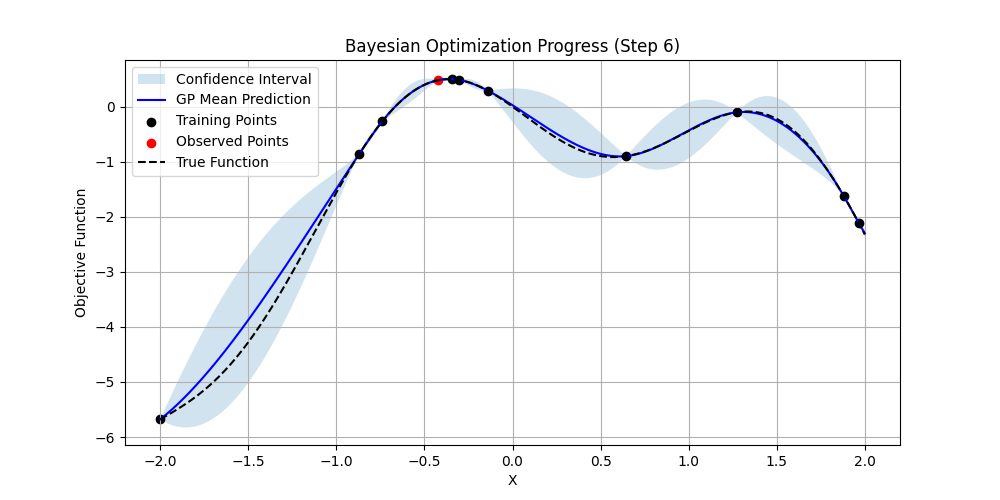 Bayesian Optimization Progress (Step 6)
Confidence Interval
GP Mean Prediction
Training Points
Observed Points
True Function
Objective Function
0
−1
−2
−3
−4
−5
−6
−2.0
−1.5
−1.0
−0.5
0.0
0.5
1.0
1.5
2.0
X